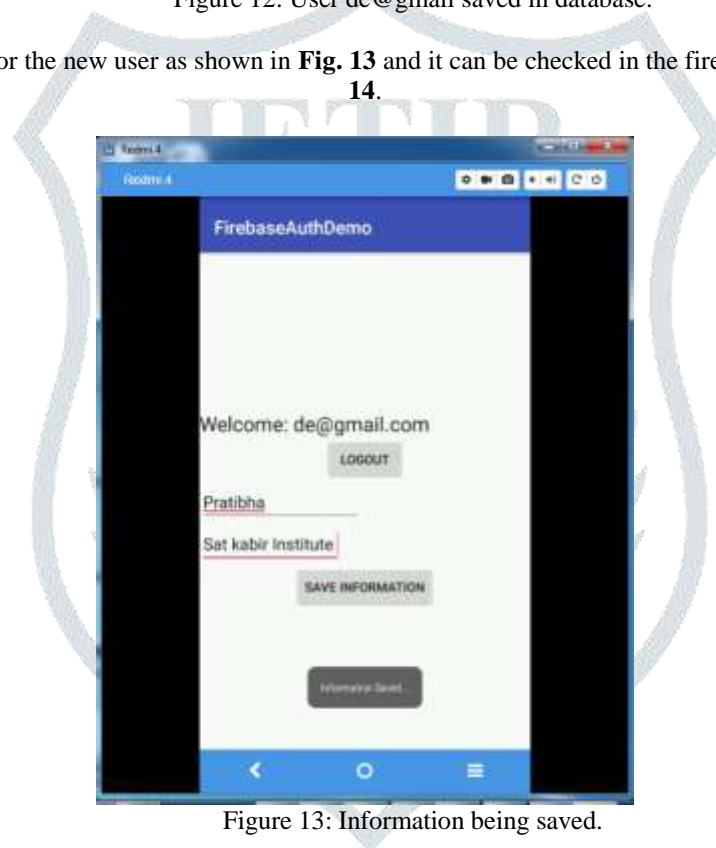 Figure 12: User de@gmail saved in database.
or the new user as shown in Fig. 13 and it can be checked in the fire
14.
JETIR
Redmi 4
Redmi 4
FirebaseAuthDemo
Welcome: de@gmail.com
LOGOUT
Pratibha
Sat kabir Institute
SAVE INFORMATION
Information Saved...
Figure 13: Information being saved.